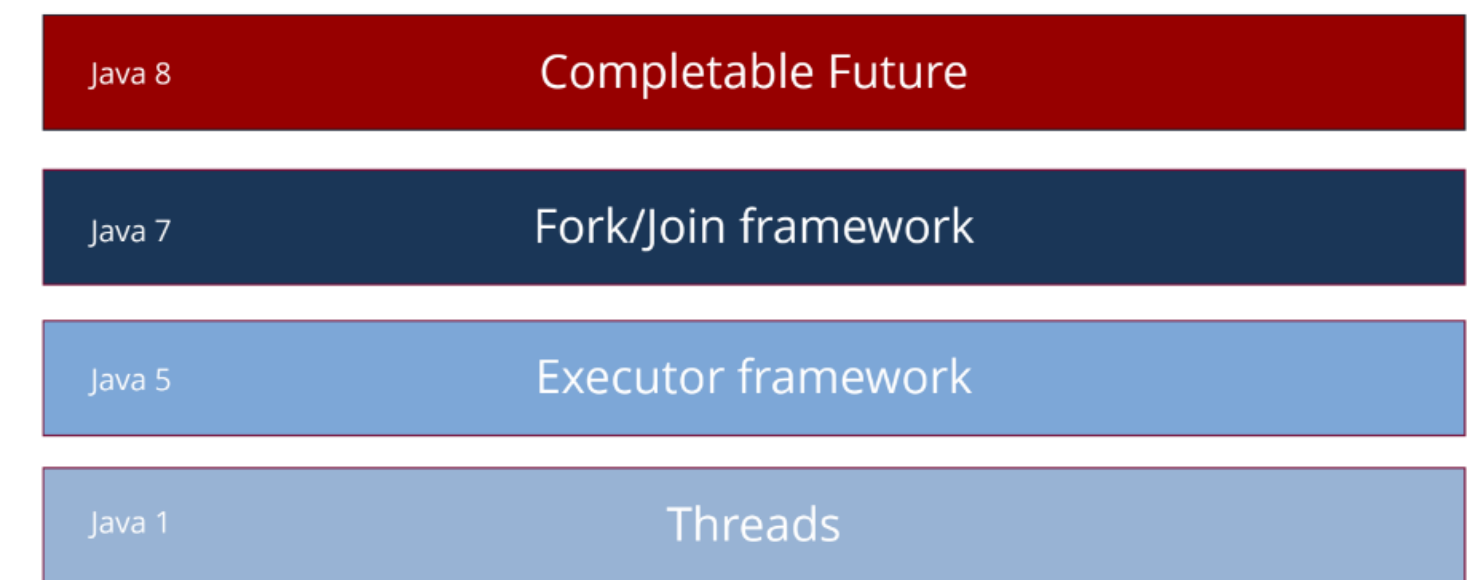 Java 8 Completable Future
Java 7 Fork/Join framework
Java 5 Executor framework
Java 1 Threads